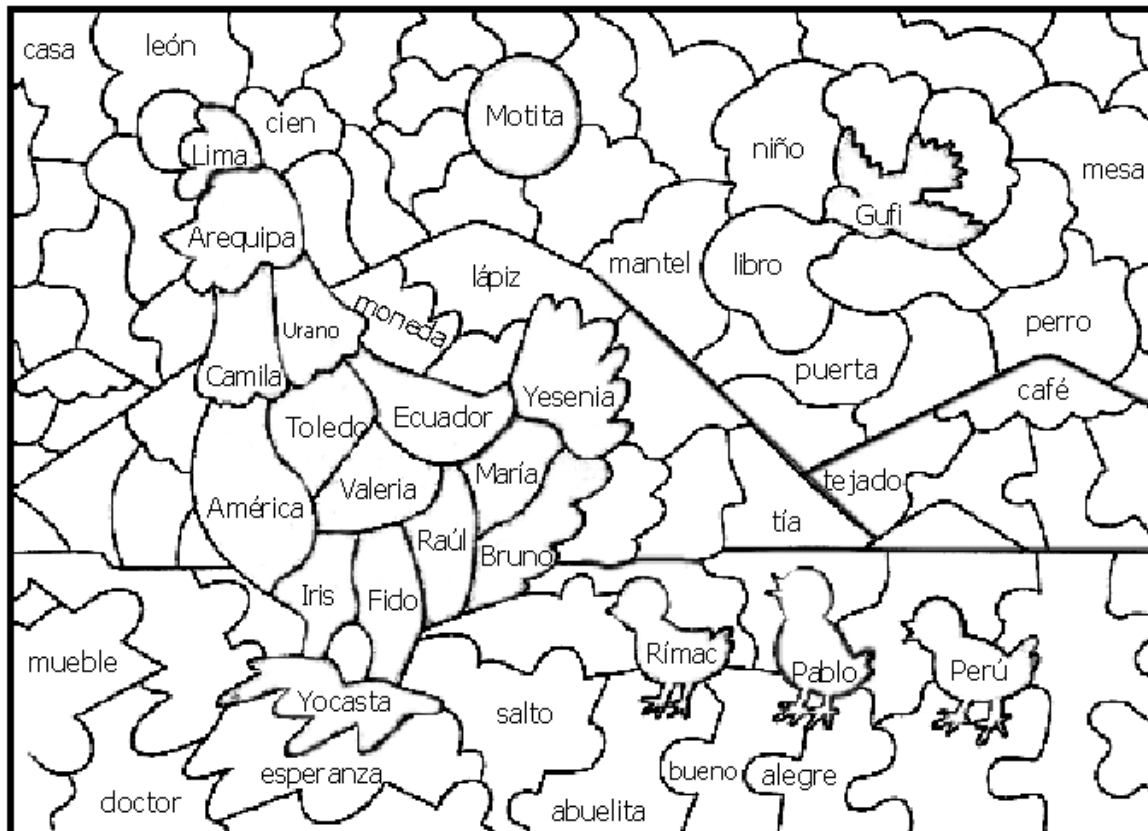 casa
león
cien
Motita
Lima
niño
mesa
Arequipa
Gufi
mantel
libro
lápiz
moneda
Urano
perro
puerta
Camila
Yesenia
café
Toledo
Ecuador
María
Valeria
tejado
América
tía
Raúl
Bruno
Iris
Fido
mueble
Rímac
Pablo
Perú
Yocasta
salto
esperanza
bueno
alegre
doctor
abuelita